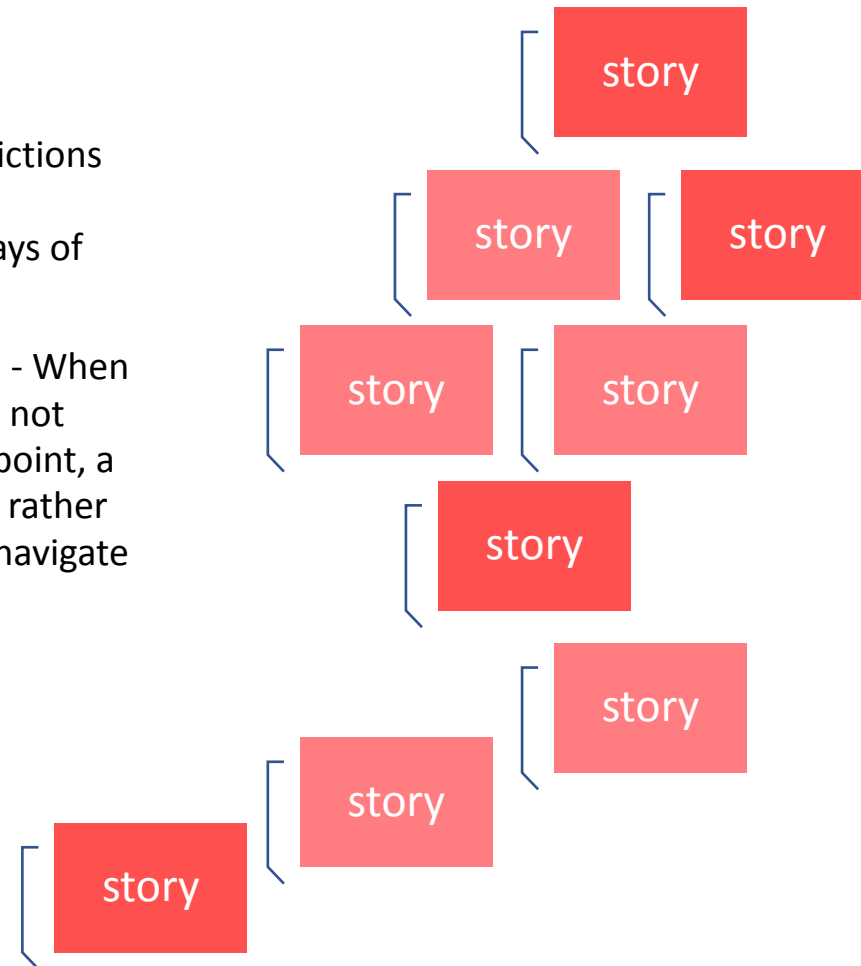 story
ictions
story
story
ays of
- When
story
story
not
point, a
rather
story
navigate
story
story
story